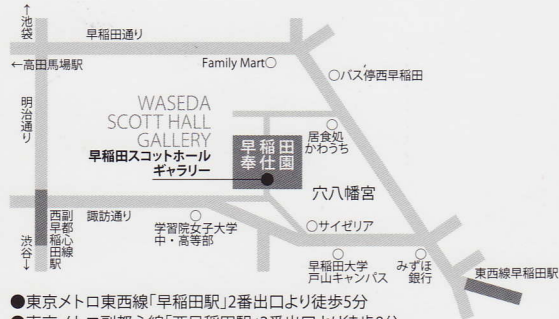 ↑池袋
早稲田通り
←高田馬場駅
Family Mart
バス停西早稲田
明治通り
WASEDA
SCOTT HALL
GALLERY
早稲田スコットホール
ギャラリー
早稲田
奉仕園
居食処
かわうち
穴八幡宮
諏訪通り
副都心線
西早稲田駅
渋谷↓
学習院女子大学
中・高等部
サイゼリア
早稲田大学
戸山キャンパス
みずほ
銀行
東西線早稲田駅
●東京メトロ東西線「早稲田駅」2番出口より徒歩5分